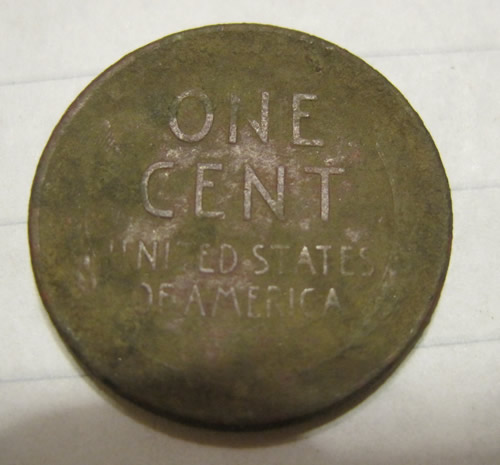 ONE
CENT
UNITED STATES
OF AMERICA